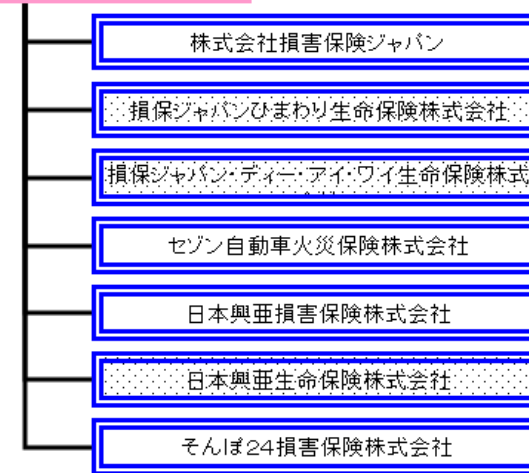 株式会社損害保険ジャパン
損保ジャパンひまわり生命保険株式会社
損保ジャパン・ディー・アイ・ワイ生命保険株式
セゾン自動車火災保険株式会社
日本興亜損害保険株式会社
日本興亜生命保険株式会社
そんぽ24損害保険株式会社